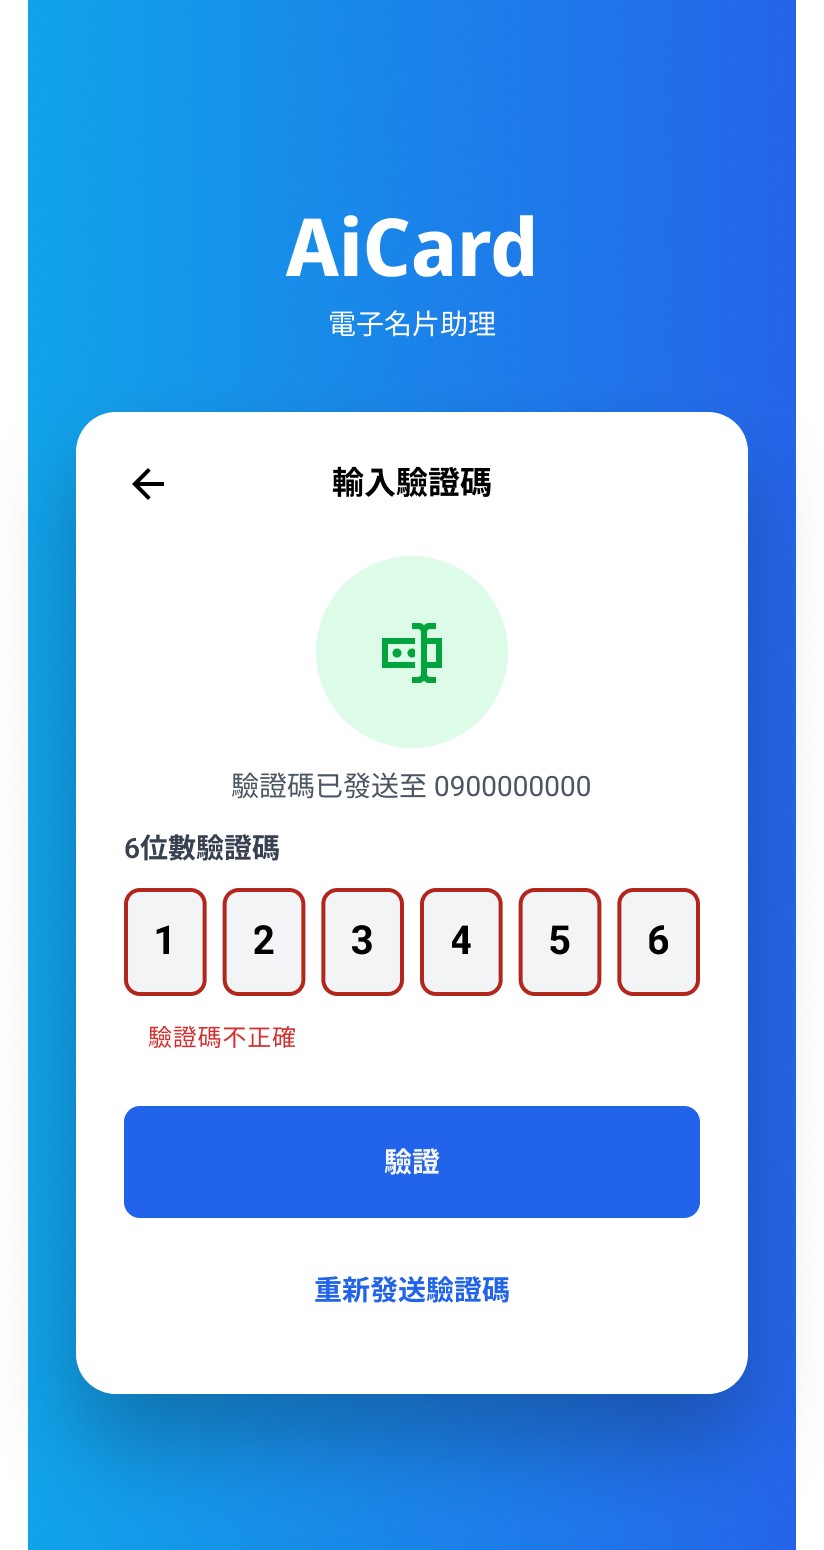 AiCard
電子名片助理
輸入驗證碼
驗證碼已發送至 0900000000
6位數驗證碼
1 2 3 4 5 6
驗證碼不正確
驗證
重新發送驗證碼